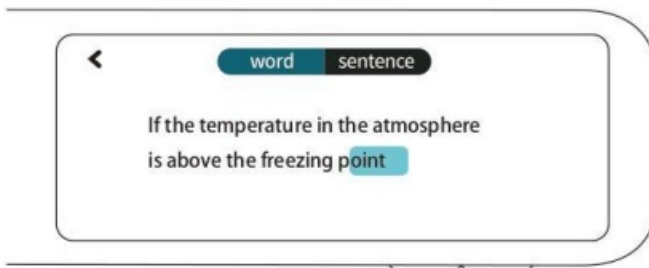 word sentence
If the temperature in the atmosphere
is above the freezing point